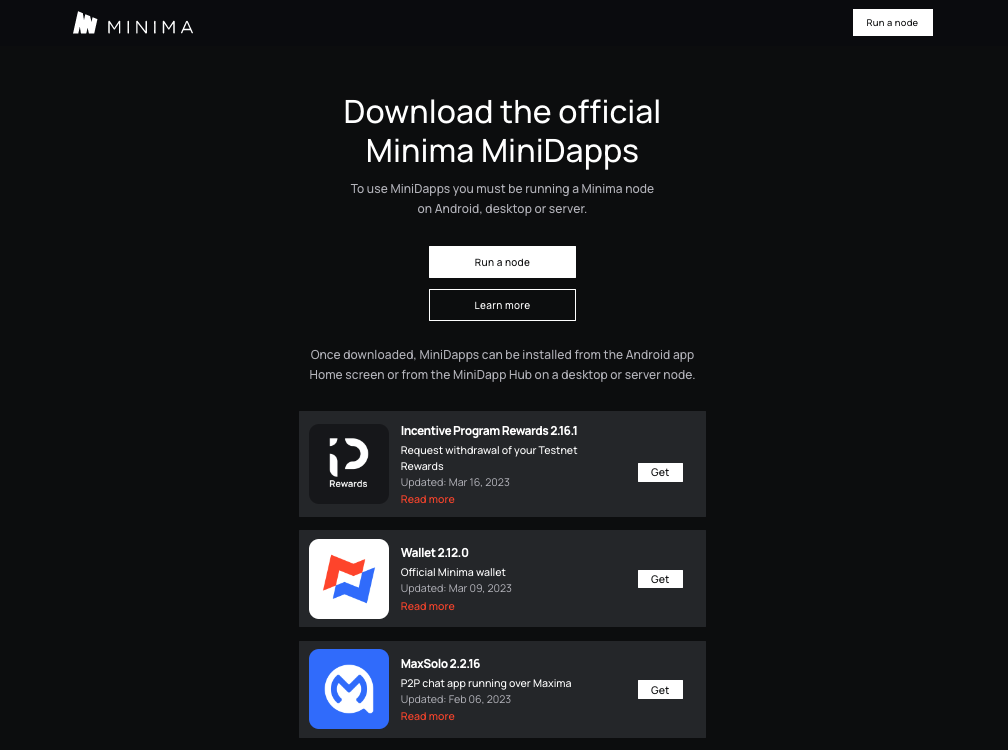 MINIMA
Run a node
Download the official
Minima MiniDapps
To use MiniDapps you must be running a Minima node
on Android, desktop or server.
Run a node
Learn more
Once downloaded, MiniDapps can be installed from the Android app
Home screen or from the MiniDapp Hub on a desktop or server node.
Rewards
Incentive Program Rewards 2.16.1
Request withdrawal of your Testnet
Rewards
Updated: Mar 16, 2023
Read more
Get
Wallet 2.12.0
Official Minima wallet
Updated: Mar 09, 2023
Read more
Get
MaxSolo 2.2.16
P2P chat app running over Maxima
Updated: Feb 06, 2023
Read more
Get